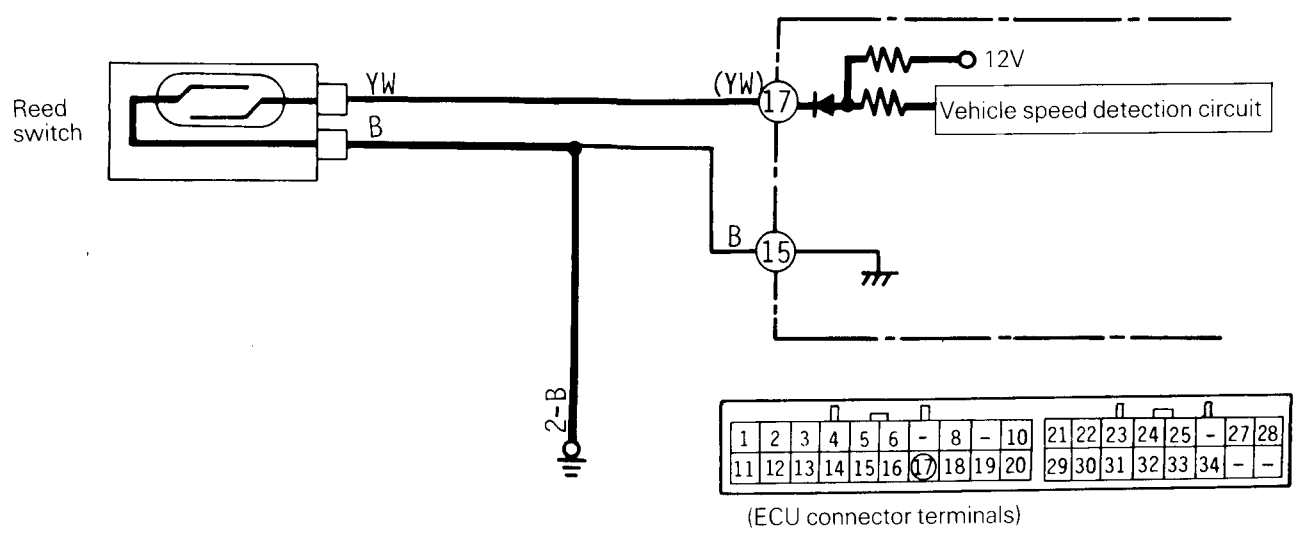 Reed
switch
YW
B
(YW)
17
12V
Vehicle speed detection circuit
B
15
2-B
1 2 3 4 5 6 - 8 - 10 21 22 23 24 25 - 27 28
11 12 13 14 15 16 17 18 19 20 29 30 31 32 33 34 - -
(ECU connector terminals)